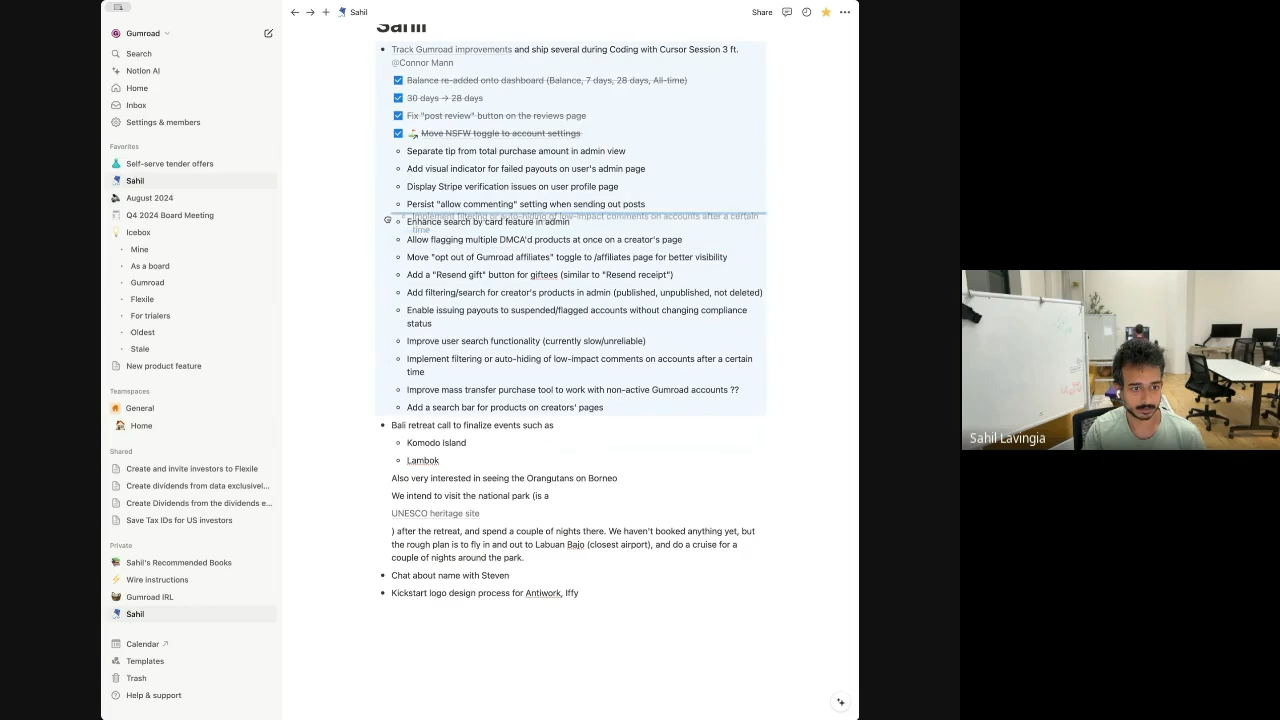 Gumroad
Search
Notion AI
Home
Inbox
Settings & members
Favorites
Self-serve tender offers
Sahil
August 2024
Q4 2024 Board Meeting
Icebox
Mine
As a board
Gumroad
Flexile
For trialers
Oldest
Stale
New product feature
Teamspaces
General
Home
Shared
Create and invite investors to Flexile
Create dividends from data exclusivel...
Create Dividends from the dividends e...
Save Tax IDs for US investors
Private
Sahil's Recommended Books
Wire instructions
Gumroad IRL
Sahil
Calendar ↗
Templates
Trash
Help & support
Sahil
Share
Sahil
Track Gumroad improvements and ship several during Coding with Cursor Session 3 ft.
@Connor Mann
Balance re-added onto dashboard (Balance, 7 days, 28 days, All-time)
30 days → 28 days
Fix "post review" button on the reviews page
Move NSFW toggle to account settings
Separate tip from total purchase amount in admin view
Add visual indicator for failed payouts on user's admin page
Display Stripe verification issues on user profile page
Persist "allow commenting" setting when sending out posts
Implement filtering or auto-hiding of low-impact comments on accounts after a certain
time
Enhance search by card feature in admin
Allow flagging multiple DMCA'd products at once on a creator's page
Move "opt out of Gumroad affiliates" toggle to /affiliates page for better visibility
Add a "Resend gift" button for giftees (similar to "Resend receipt")
Add filtering/search for creator's products in admin (published, unpublished, not deleted)
Enable issuing payouts to suspended/flagged accounts without changing compliance
status
Improve user search functionality (currently slow/unreliable)
Implement filtering or auto-hiding of low-impact comments on accounts after a certain
time
Improve mass transfer purchase tool to work with non-active Gumroad accounts ??
Add a search bar for products on creators' pages
Bali retreat call to finalize events such as
Komodo Island
Lambok
Also very interested in seeing the Orangutans on Borneo
We intend to visit the national park (is a
UNESCO heritage site
) after the retreat, and spend a couple of nights there. We haven't booked anything yet, but
the rough plan is to fly in and out to Labuan Bajo (closest airport), and do a cruise for a
couple of nights around the park.
Chat about name with Steven
Kickstart logo design process for Antiwork, Iffy
Sahil Lavingia